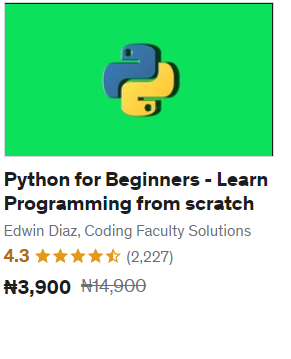 Python for Beginners - Learn
Programming from scratch
Edwin Diaz, Coding Faculty Solutions
4.3 (2,227)
₦3,900 ₦14,900